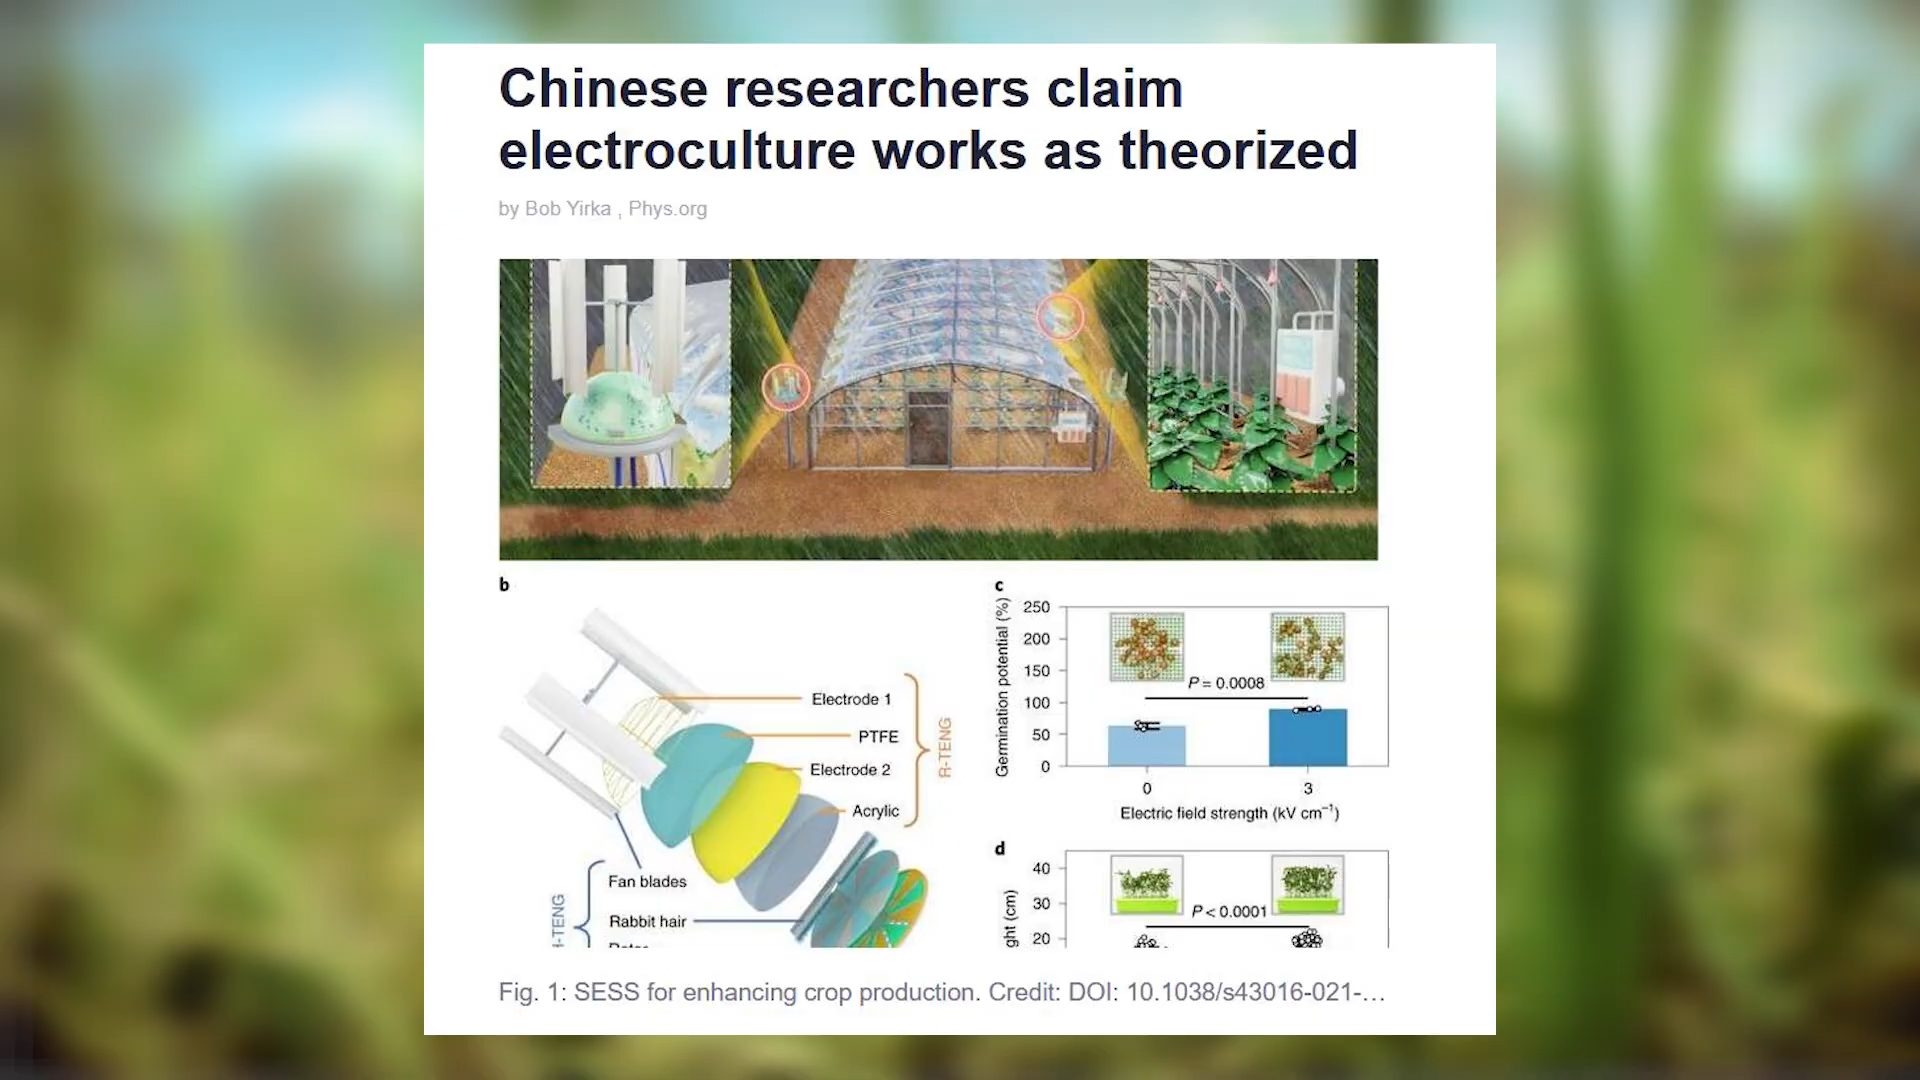 Chinese researchers claim
electroculture works as theorized
by Bob Yirka , Phys.org
b
Electrode 1
PTFE
Electrode 2
Acrylic
R-TENG
Fan blades
Rabbit hair
-TENG
c
Germination potential (%)
250
200
150
100
50
0
P = 0.0008
0
3
Electric field strength (kV cm⁻¹)
d
ght (cm)
40
30
20
P < 0.0001
Fig. 1: SESS for enhancing crop production. Credit: DOI: 10.1038/s43016-021-…